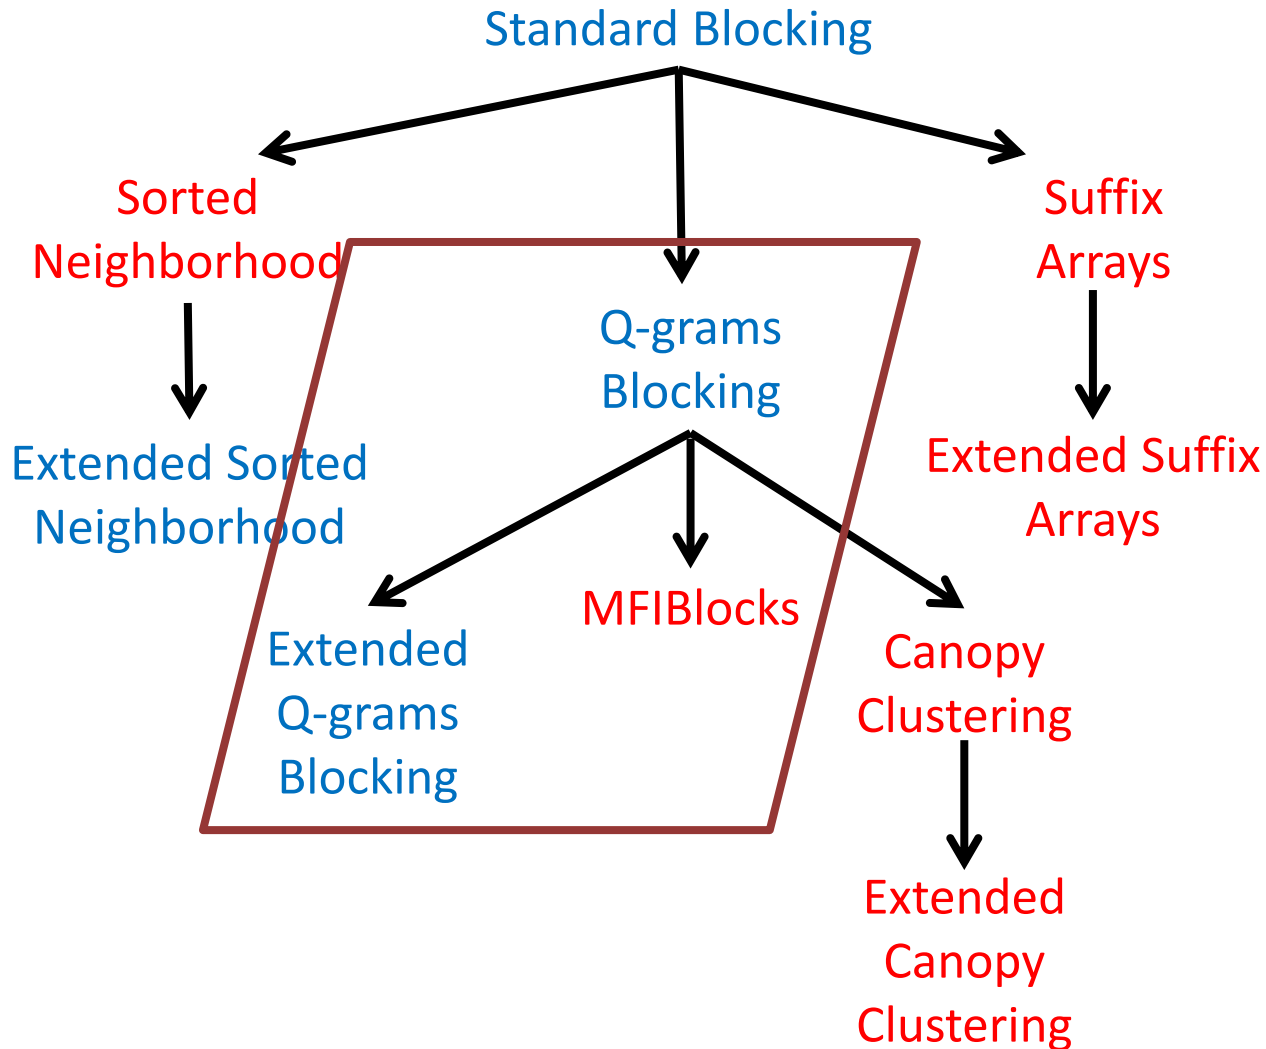 Standard Blocking
Sorted
Neighborhood
Suffix
Arrays
Q-grams
Blocking
Extended Sorted
Neighborhood
Extended Suffix
Arrays
Extended
Q-grams
Blocking
MFIBlocks
Canopy
Clustering
Extended
Canopy
Clustering